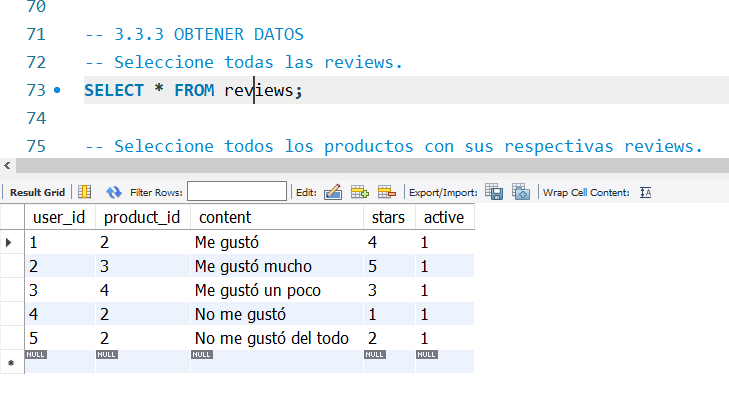 70
71 -- 3.3.3 OBTENER DATOS
72 -- Seleccione todas las reviews.
73 SELECT * FROM reviews;
74
75 -- Seleccione todos los productos con sus respectivas reviews.
Result Grid Filter Rows: Edit: Export/Import: Wrap Cell Content:
user_id product_id content stars active
1 2 Me gustó 4 1
2 3 Me gustó mucho 5 1
3 4 Me gustó un poco 3 1
4 2 No me gustó 1 1
5 2 No me gustó del todo 2 1
NULL NULL NULL NULL NULL